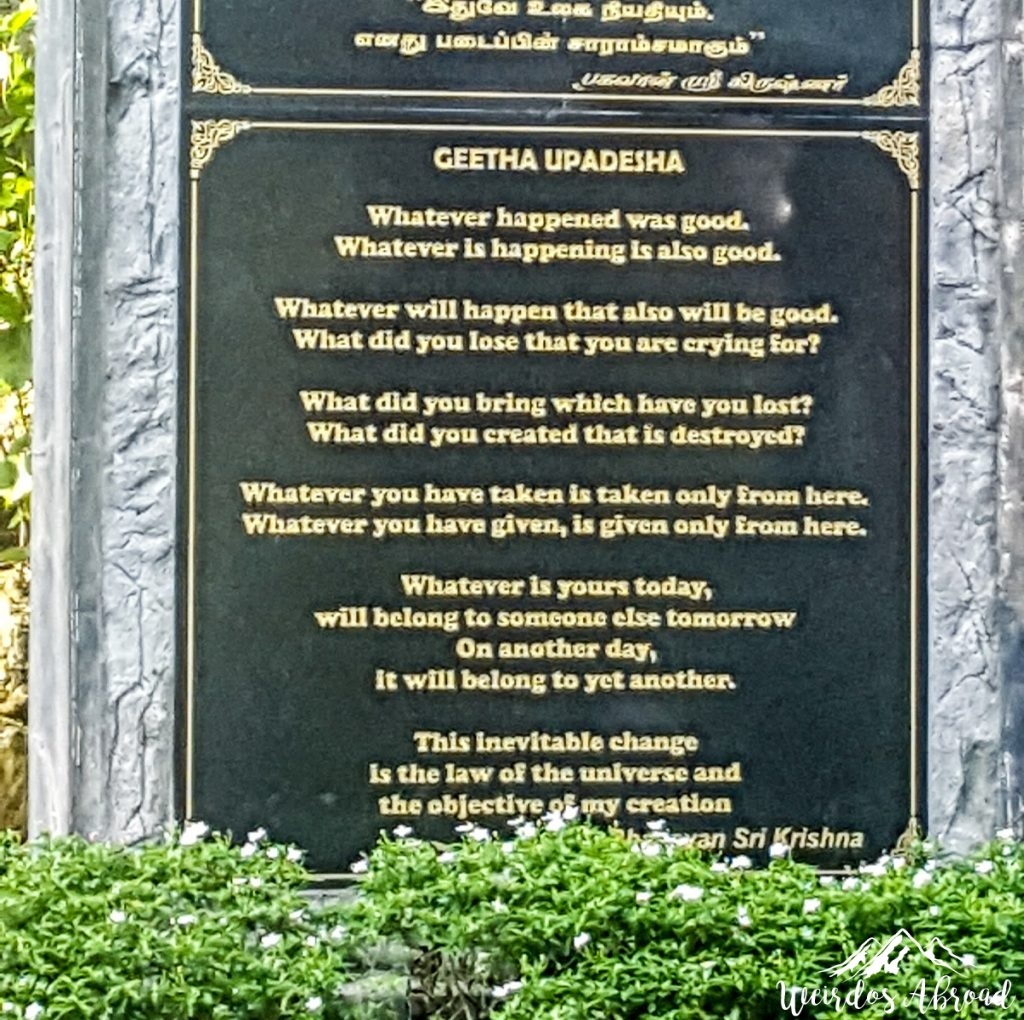 "இதுவே உலக நியதியும்.
எனது படைப்பின் சாராம்சமாகும்"
பகவான் ஸ்ரீ கிருஷ்ணர்
GEETHA UPADESHA
Whatever happened was good.
Whatever is happening is also good.
Whatever will happen that also will be good.
What did you lose that you are crying for?
What did you bring which have you lost?
What did you created that is destroyed?
Whatever you have taken is taken only from here.
Whatever you have given, is given only from here.
Whatever is yours today,
will belong to someone else tomorrow
On another day,
it will belong to yet another.
This inevitable change
is the law of the universe and
the objective of my creation
Sri Krishna
Weirdos Abroad